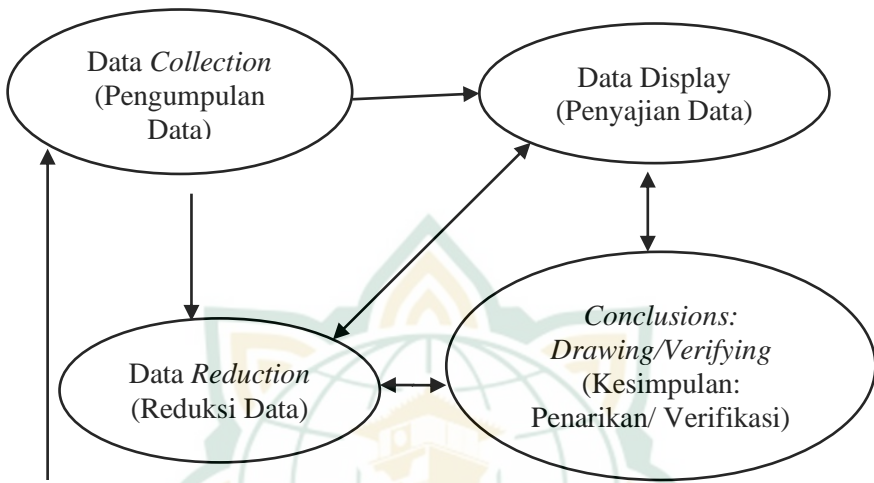 Data Collection
(Pengumpulan
Data)
Data Display
(Penyajian Data)
Data Reduction
(Reduksi Data)
Conclusions:
Drawing/Verifying
(Kesimpulan:
Penarikan/ Verifikasi)